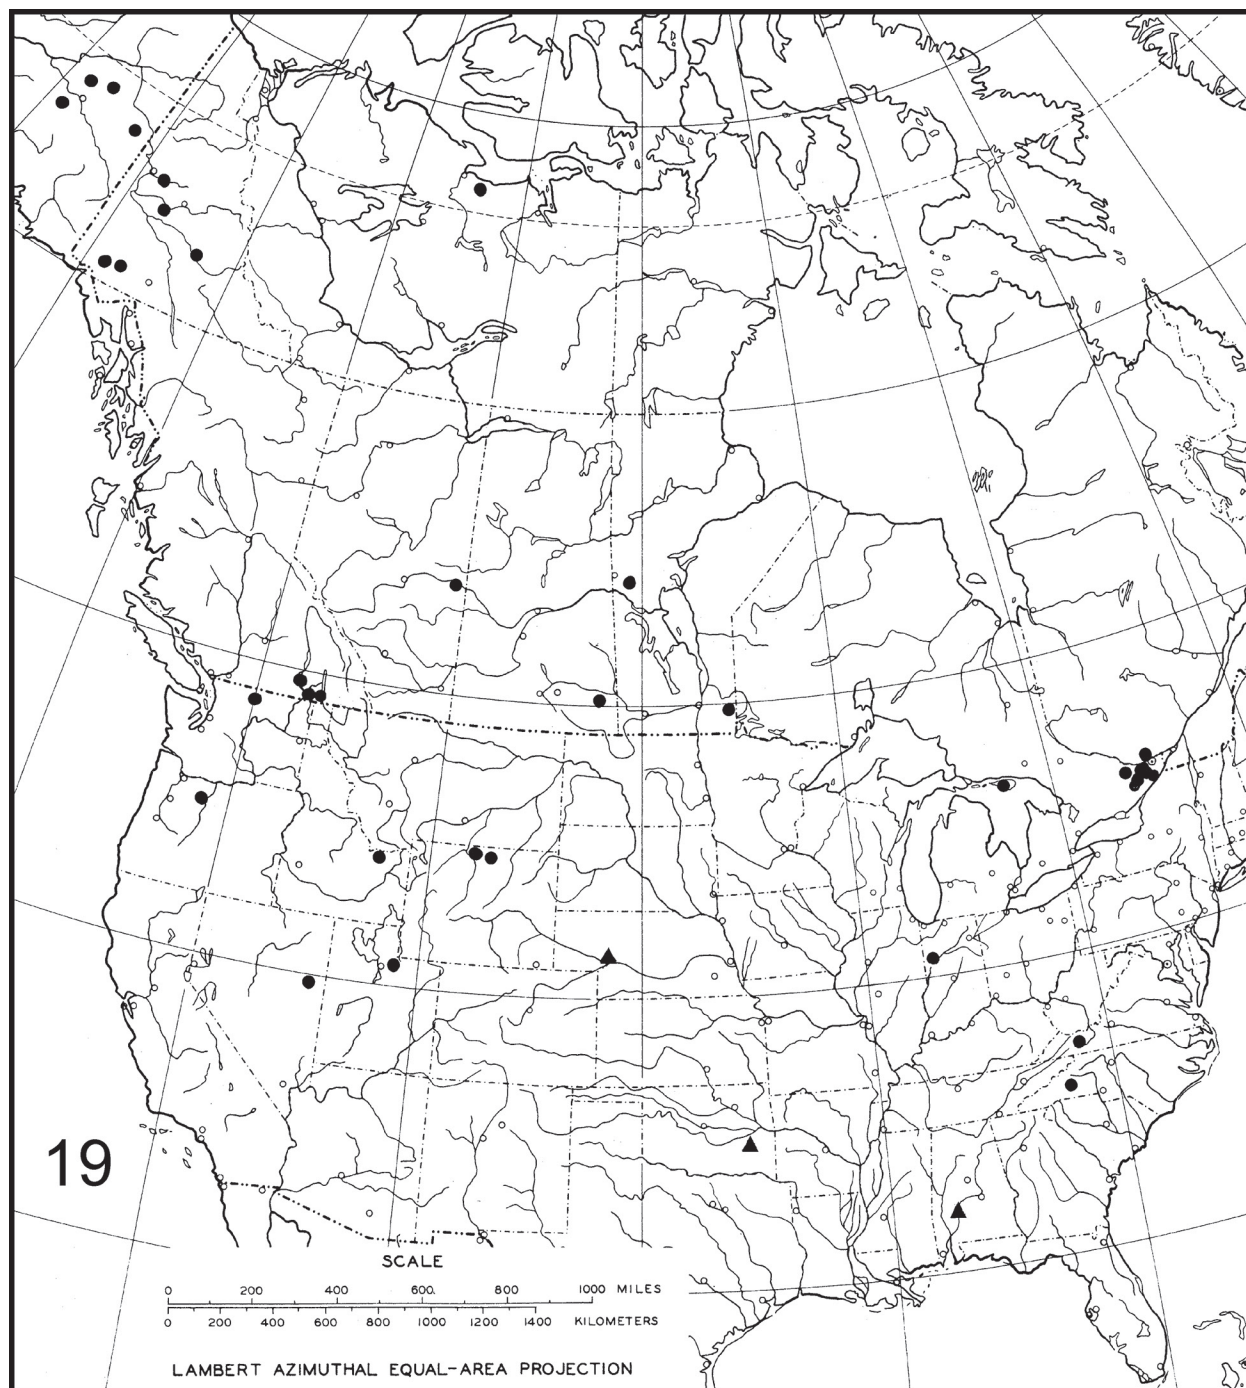 19
SCALE
0 200 400 600 800 1000 MILES
0 200 400 600 800 1000 1200 1400 KILOMETERS
LAMBERT AZIMUTHAL EQUAL-AREA PROJECTION